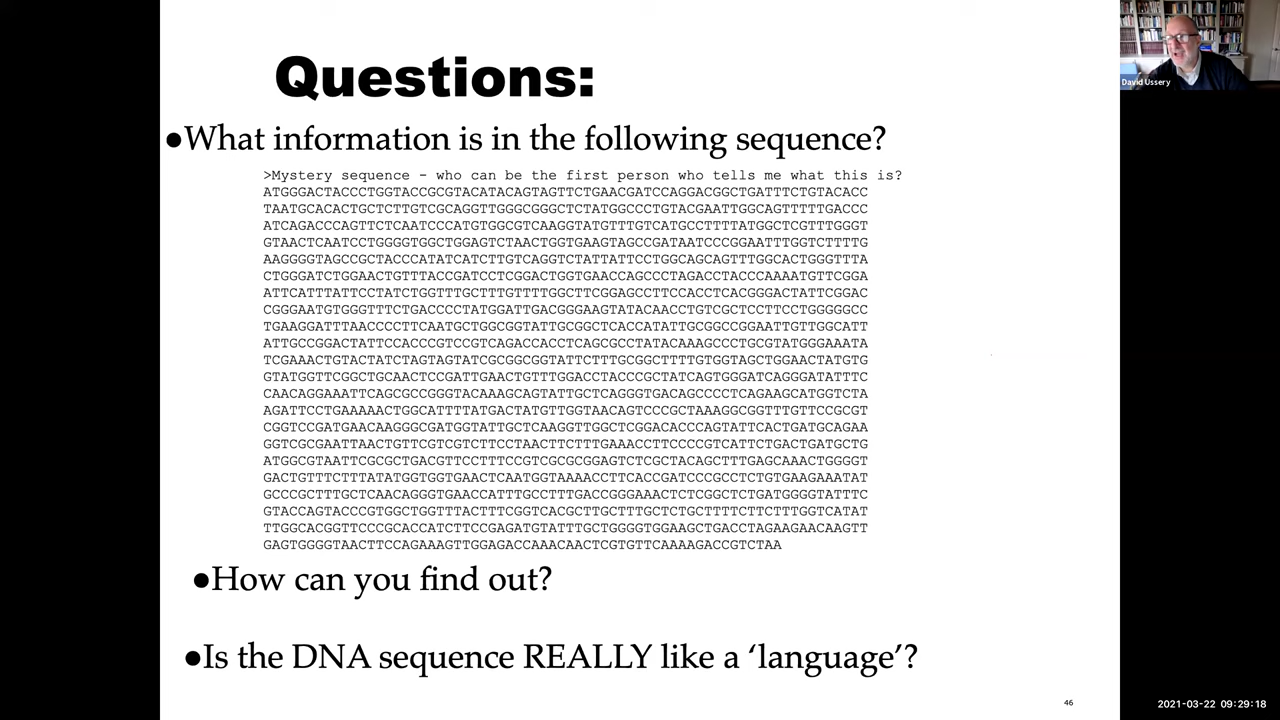 Questions:
●What information is in the following sequence?
>Mystery sequence - who can be the first person who tells me what this is?
ATGGGACTACCCTGGTACCGCGTACATACAGTAGTTCTGAACGATCCAGGACGGCTGATTTCTGTACACC
TAATGCACACTGCTCTTGTCGCAGGTTGGGCGGGCTCTATGGCCCTGTACGAATTGGCAGTTTTTGACCC
ATCAGACCCAGTTCTCAATCCCATGTGGCGTCAAGGTATGTTTGTCATGCCTTTTATGGCTCGTTTGGGT
GTAACTCAATCCTGGGGTGGCTGGAGTCTAACTGGTGAAGTAGCCGATAATCCCGGAATTTGGTCTTTTG
AAGGGGTAGCCGCTACCCATATCATCTTGTCAGGTCTATTATTCCTGGCAGCAGTTTGGCACTGGGTTTA
CTGGGATCTGGAACTGTTTACCGATCCTCGGACTGGTGAACCAGCCCTAGACCTACCCAAAATGTTCGGA
ATTCATTTATTCCTATCTGGTTTGCTTTGTTTTGGCTTCGGAGCCTTCCACCTCACGGGACTATTCGGAC
CGGGAATGTGGGTTTCTGACCCCTATGGATTGACGGGAAGTATACAACCTGTCGCTCCTTCCTGGGGGCC
TGAAGGATTTAACCCCTTCAATGCTGGCGGTATTGCGGCTCACCATATTGCGGCCGGAATTGTTGGCATT
ATTGCCGGACTATTCCACCCGTCCGTCAGACCACCTCAGCGCCTATACAAAGCCCTGCGTATGGGAAATA
TCGAAACTGTACTATCTAGTAGTATCGCGGCGGTATTCTTTGCGGCTTTTGTGGTAGCTGGAACTATGTG
GTATGGTTCGGCTGCAACTCCGATTGAACTGTTTGGACCTACCCGCTATCAGTGGGATCAGGGATATTTC
CAACAGGAAATTCAGCGCCGGGTACAAAGCAGTATTGCTCAGGGTGACAGCCCCTCAGAAGCATGGTCTA
AGATTCCTGAAAAACTGGCATTTTATGACTATGTTGGTAACAGTCCCGCTAAAGGCGGTTTGTTCCGCGT
CGGTCCGATGAACAAGGGCGATGGTATTGCTCAAGGTTGGCTCGGACACCCAGTATTCACTGATGCAGAA
GGTCGCGAATTAACTGTTCGTCGTCTTCCTAACTTCTTTGAAACCTTCCCCGTCATTCTGACTGATGCTG
ATGGCGTAATTCGCGCTGACGTTCCTTTCCGTCGCGCGGAGTCTCGCTACAGCTTTGAGCAAACTGGGGT
GACTGTTTCTTTATATGGTGGTGAACTCAATGGTAAAACCTTCACCGATCCCGCCTCTGTGAAGAAATAT
GCCCGCTTTGCTCAACAGGGTGAACCATTTGCCTTTGACCGGGAAACTCTCGGCTCTGATGGGGTATTTC
GTACCAGTACCCGTGGCTGGTTTACTTTCGGTCACGCTTGCTTTGCTCTGCTTTTCTTCTTTGGTCATAT
TTGGCACGGTTCCCGCACCATCTTCCGAGATGTATTTGCTGGGGTGGAAGCTGACCTAGAAGAACAAGTT
GAGTGGGGTAACTTCCAGAAAGTTGGAGACCAAACAACTCGTGTTCAAAAGACCGTCTAA
●How can you find out?
●Is the DNA sequence REALLY like a ‘language’?
46
David Ussery
2021-03-22 09:29:18